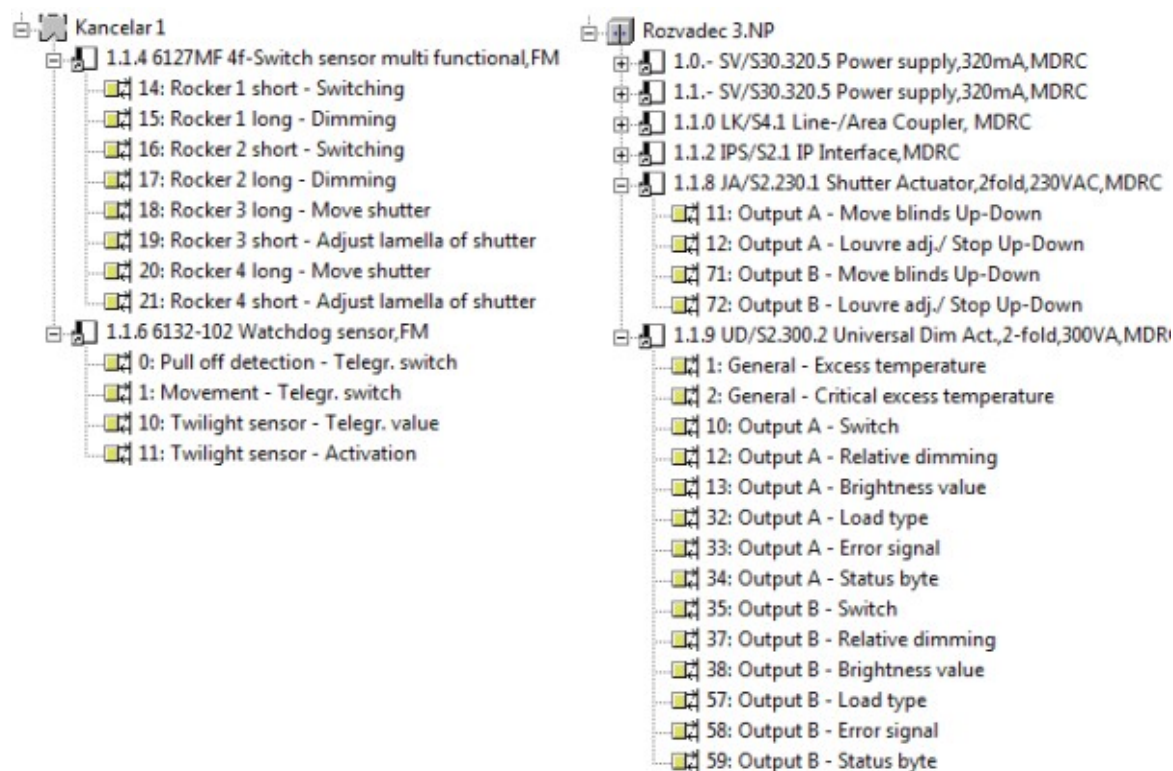 Kancelar 1
1.1.4 6127MF 4f-Switch sensor multi functional,FM
14: Rocker 1 short - Switching
15: Rocker 1 long - Dimming
16: Rocker 2 short - Switching
17: Rocker 2 long - Dimming
18: Rocker 3 long - Move shutter
19: Rocker 3 short - Adjust lamella of shutter
20: Rocker 4 long - Move shutter
21: Rocker 4 short - Adjust lamella of shutter
1.1.6 6132-102 Watchdog sensor,FM
0: Pull off detection - Telegr. switch
1: Movement - Telegr. switch
10: Twilight sensor - Telegr. value
11: Twilight sensor - Activation
Rozvadec 3.NP
1.0.- SV/S30.320.5 Power supply,320mA,MDRC
1.1.- SV/S30.320.5 Power supply,320mA,MDRC
1.1.0 LK/S4.1 Line-/Area Coupler, MDRC
1.1.2 IPS/S2.1 IP Interface,MDRC
1.1.8 JA/S2.230.1 Shutter Actuator,2fold,230VAC,MDRC
11: Output A - Move blinds Up-Down
12: Output A - Louvre adj./ Stop Up-Down
71: Output B - Move blinds Up-Down
72: Output B - Louvre adj./ Stop Up-Down
1.1.9 UD/S2.300.2 Universal Dim Act.,2-fold,300VA,MDRC
1: General - Excess temperature
2: General - Critical excess temperature
10: Output A - Switch
12: Output A - Relative dimming
13: Output A - Brightness value
32: Output A - Load type
33: Output A - Error signal
34: Output A - Status byte
35: Output B - Switch
37: Output B - Relative dimming
38: Output B - Brightness value
57: Output B - Load type
58: Output B - Error signal
59: Output B - Status byte